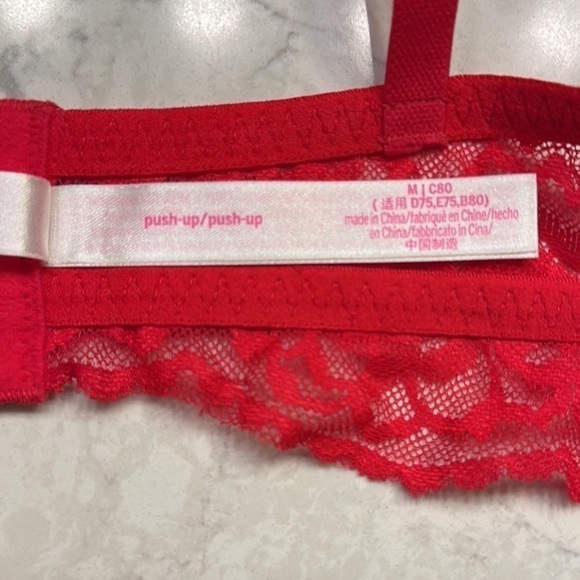 push-up/push-up
M | C80
(适用 D75,E75,B80)
made in China/fabriqué en Chine/hecho
en China/fabbricato in Cina/
中国制造